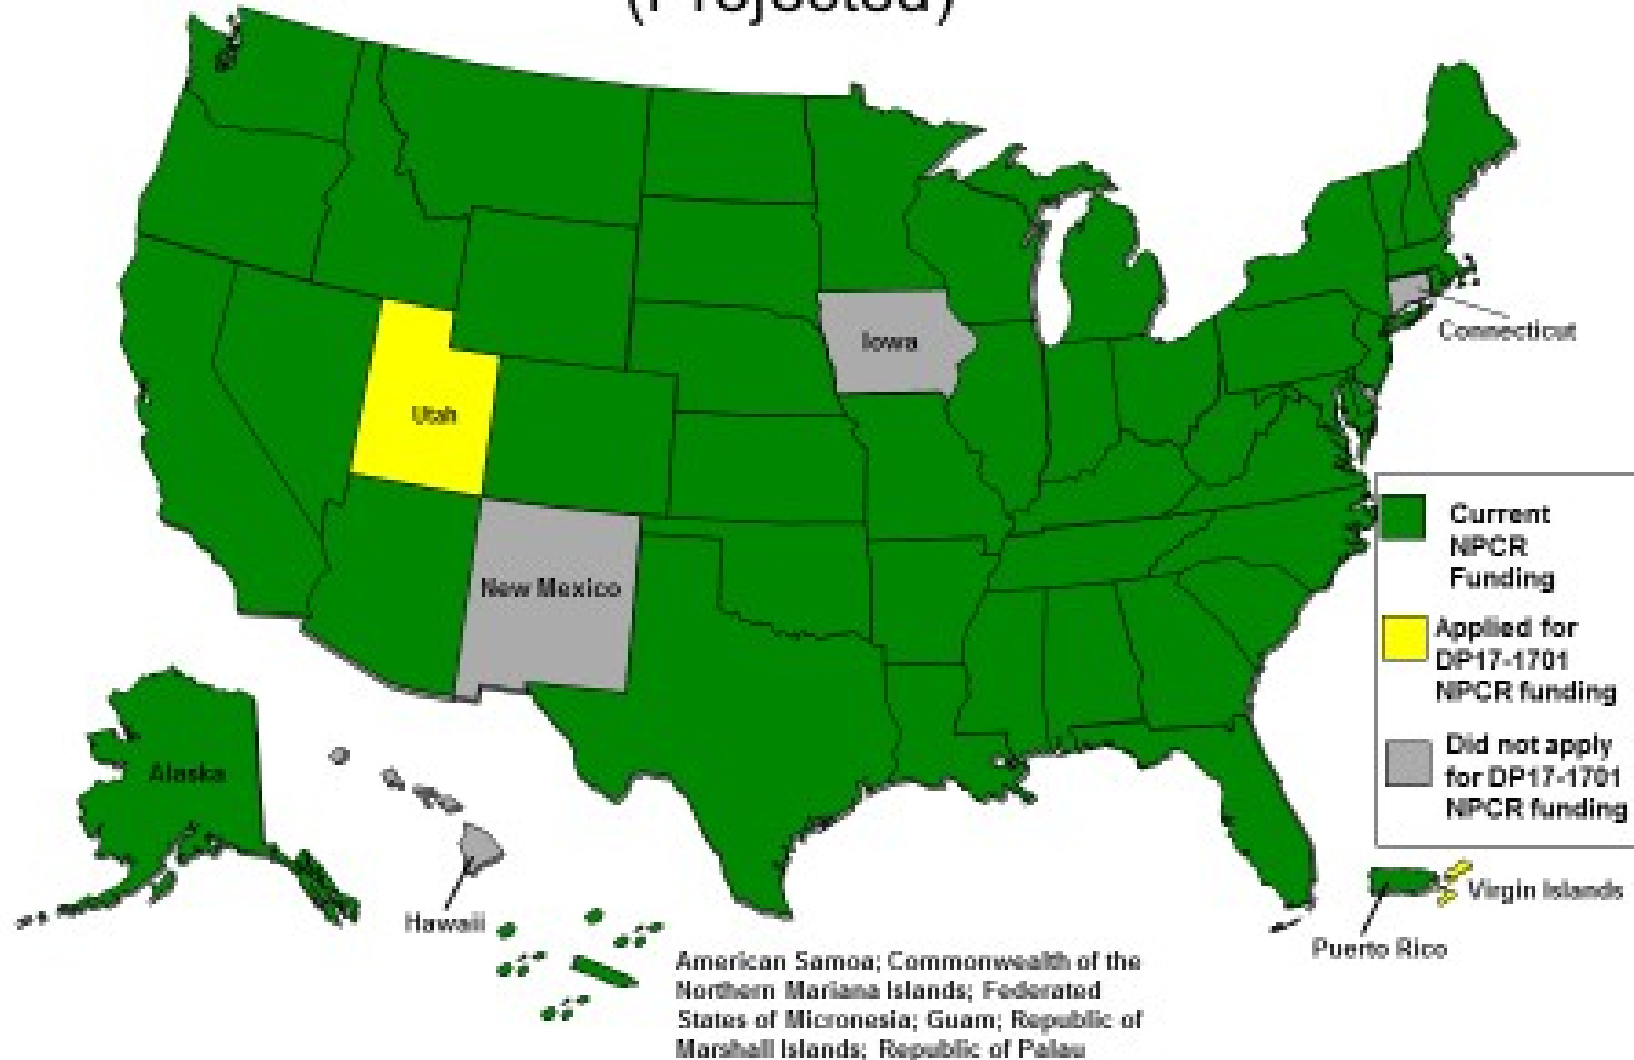 (Projected)
Iowa
Connecticut
Utah
New Mexico
Current
NPCR
Funding
Applied for
DP17-1701
NPCR funding
Did not apply
for DP17-1701
NPCR funding
Alaska
Hawaii
Virgin Islands
Puerto Rico
American Samoa; Commonwealth of the
Northern Mariana Islands; Federated
States of Micronesia; Guam; Republic of
Marshall Islands; Republic of Palau